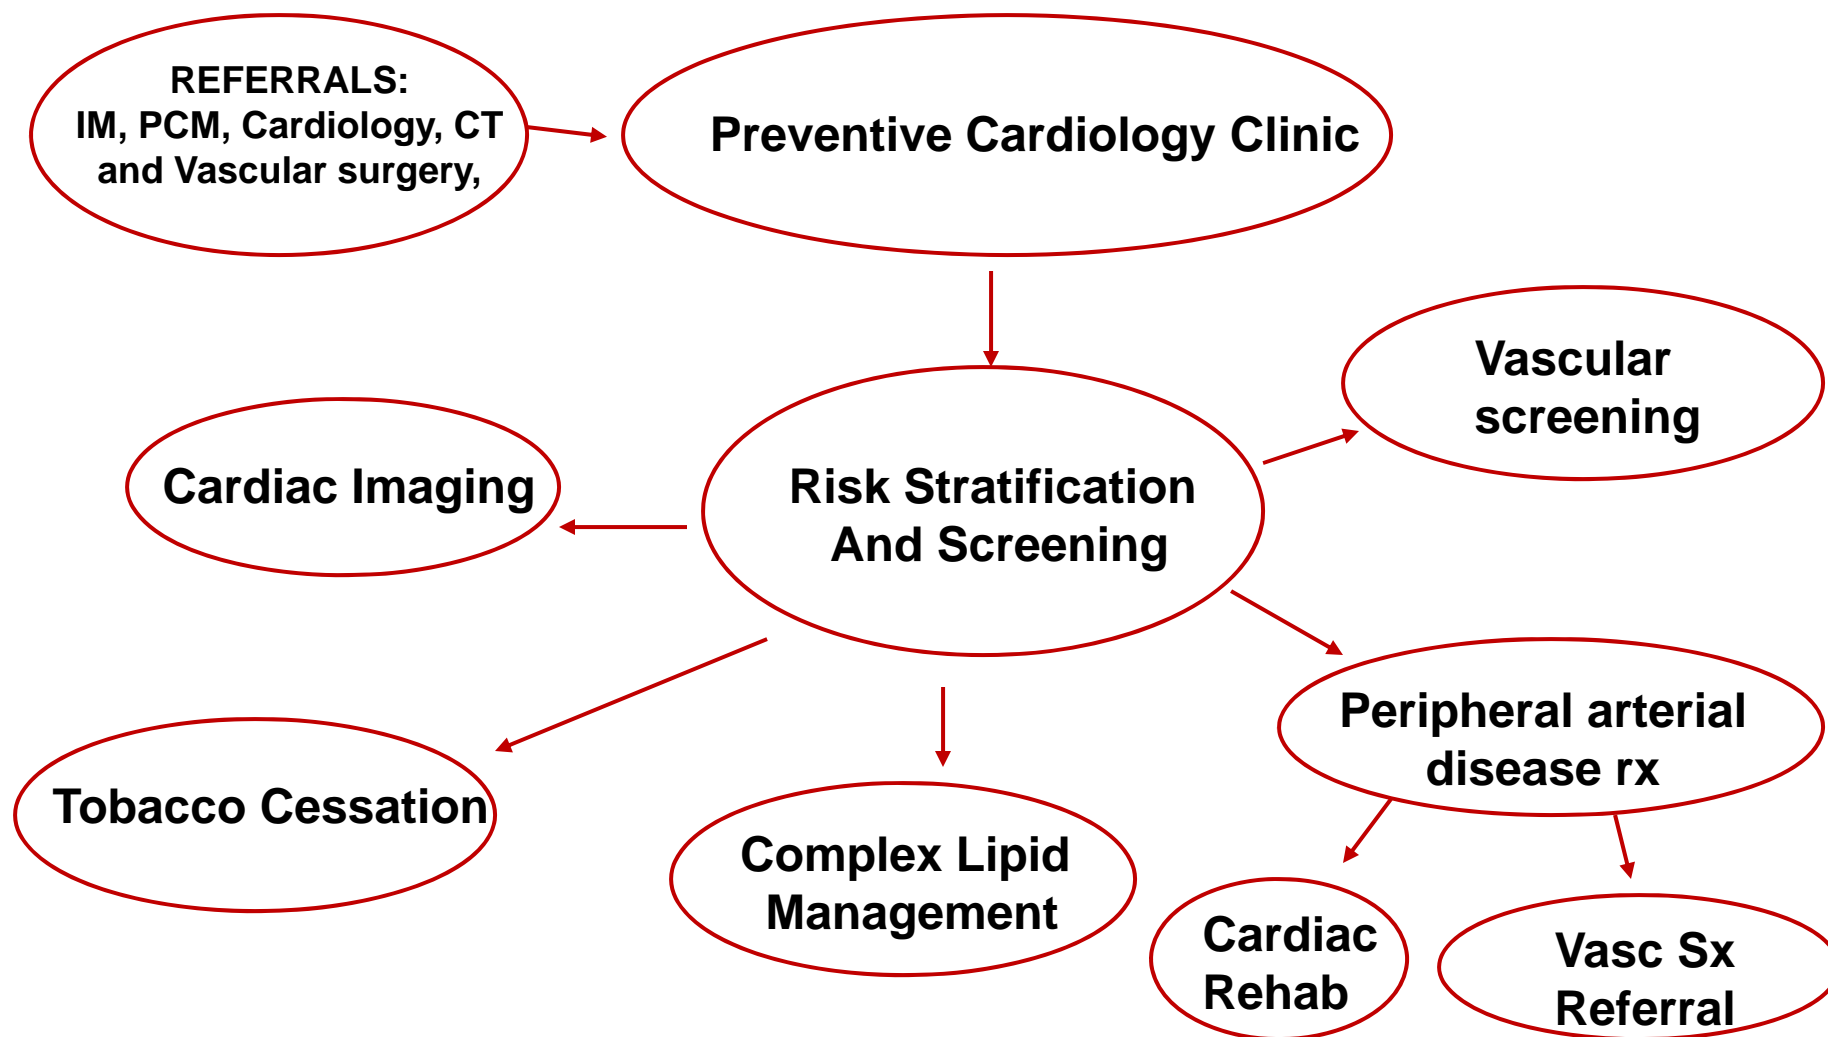 REFERRALS:
IM, PCM, Cardiology, CT
and Vascular surgery,
Preventive Cardiology Clinic
Vascular
screening
Cardiac Imaging
Risk Stratification
And Screening
Peripheral arterial
disease rx
Tobacco Cessation
Complex Lipid
Management
Cardiac
Rehab
Vasc Sx
Referral